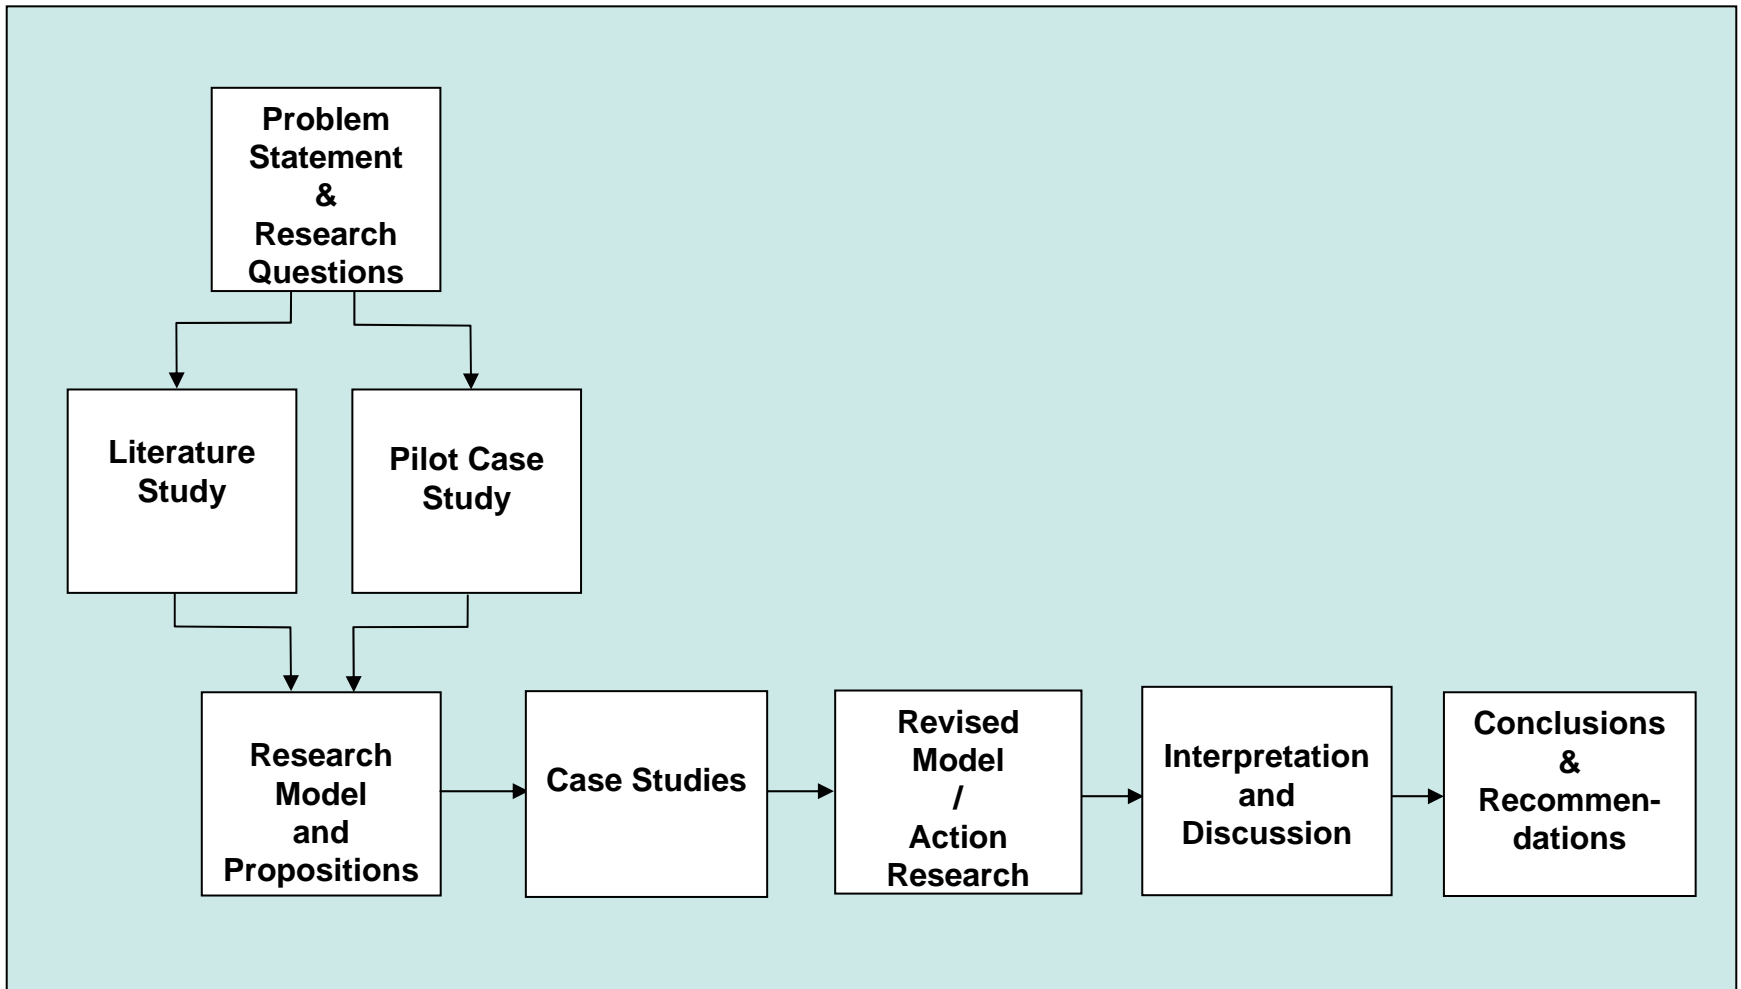 Problem
Statement
&
Research
Questions
Literature
Study
Pilot Case
Study
Research
Model
and
Propositions
Case Studies
Revised
Model
/
Action
Research
Interpretation
and
Discussion
Conclusions
&
Recommen-
dations